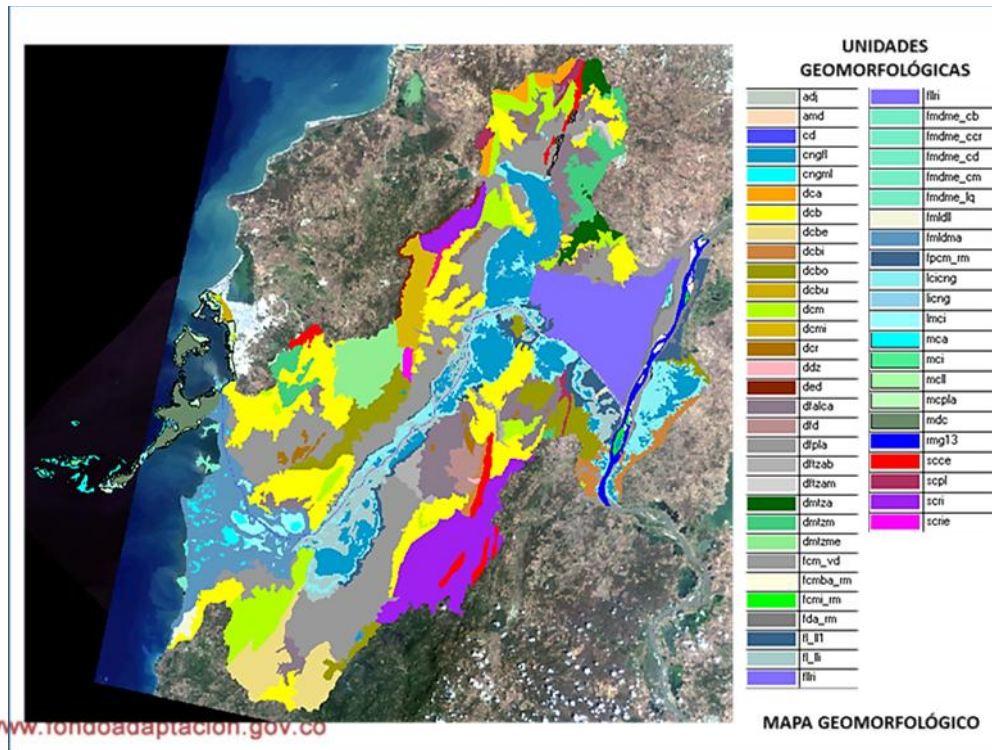 UNIDADES
GEOMORFOLÓGICAS
adj
amd
cd
cngfl
cngml
dca
dcb
dcbe
dcbi
dcbo
dcbu
dcm
dcmi
dcr
ddz
ded
dfalca
dfd
dfpla
dftzab
dftzam
dmtza
dmtzm
dmtzme
fcm_vd
fcmba_rm
fcmi_rm
fda_rm
fl_ll1
fl_lli
fllri
fllri
fmdme_cb
fmdme_ccr
fmdme_cd
fmdme_cm
fmdme_lq
fmldll
fmldma
fpcm_rm
lcicng
licng
lmci
mca
mci
mcll
mcpla
mdc
rmg13
scce
scpl
scri
scrie
MAPA GEOMORFOLÓGICO
www.fondoadaptacion.gov.co